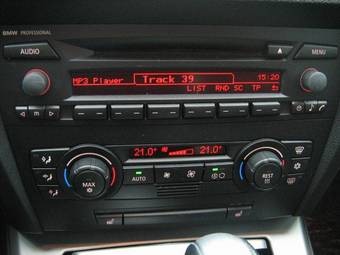 BMW PROFESSIONAL
AUDIO
MENU
MP3 Player Track 39 15:20
LIST RND SC TP
m
21.0° 21.0°
MAX
AUTO
REST